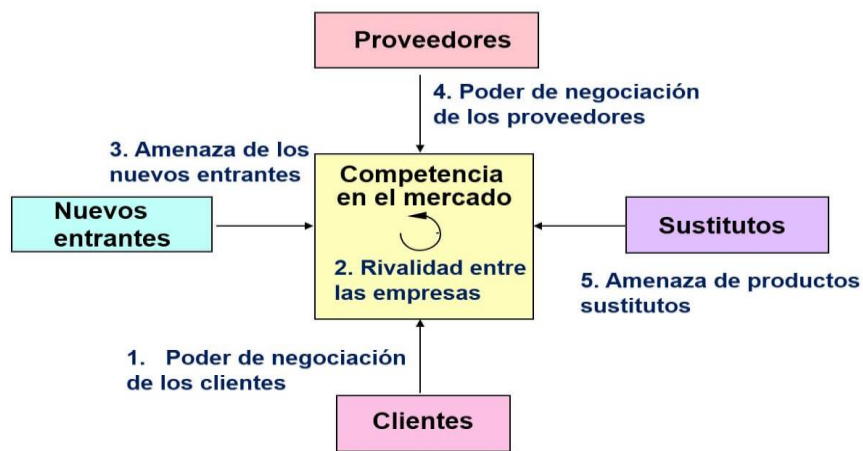 Proveedores
4. Poder de negociación
de los proveedores
3. Amenaza de los
nuevos entrantes
Competencia
en el mercado
Nuevos
entrantes
Sustitutos
2. Rivalidad entre
las empresas
5. Amenaza de productos
sustitutos
1. Poder de negociación
de los clientes
Clientes